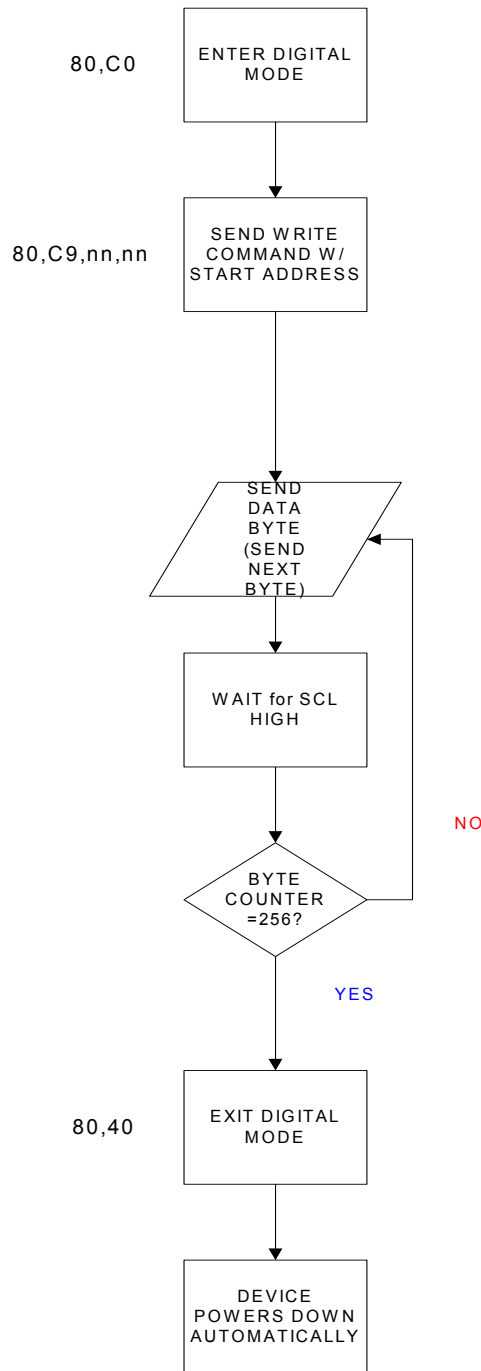 80,C0
ENTER DIGITAL
MODE
80,C9,nn,nn
SEND WRITE
COMMAND W/
START ADDRESS
SEND
DATA
BYTE
(SEND
NEXT
BYTE)
WAIT for SCL
HIGH
NO
BYTE
COUNTER
=256?
YES
80,40
EXIT DIGITAL
MODE
DEVICE
POWERS DOWN
AUTOMATICALLY